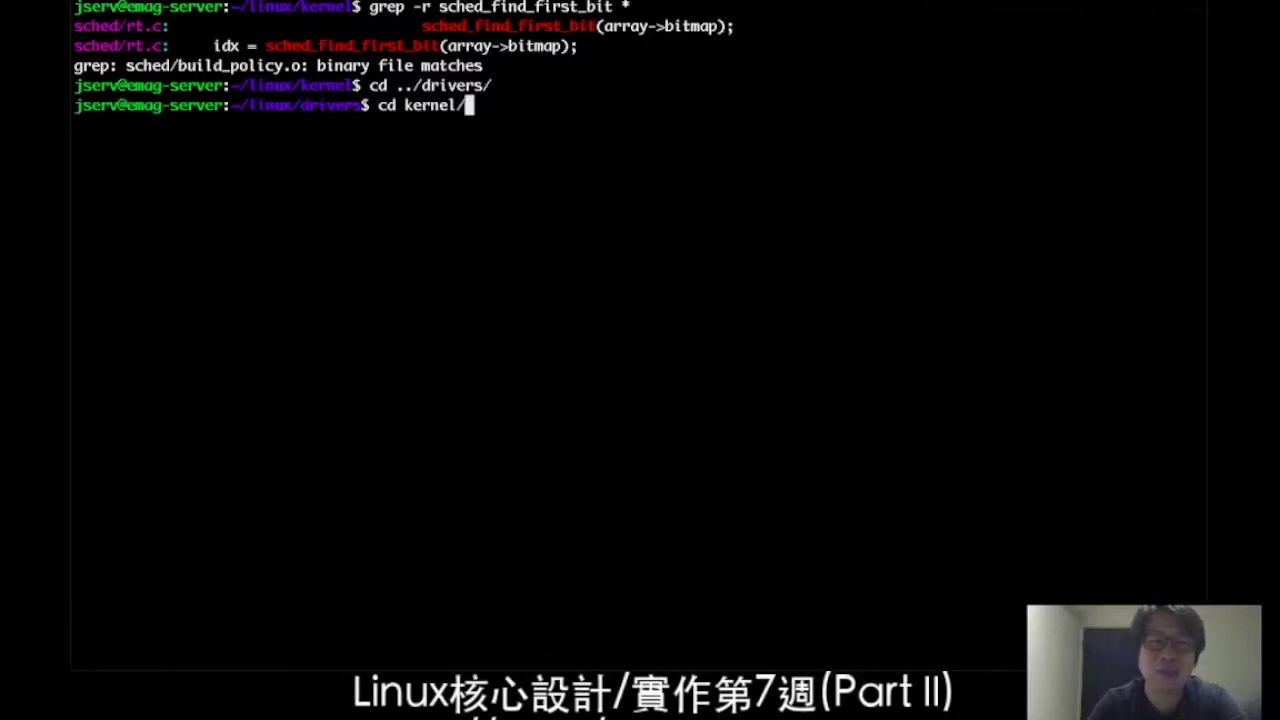 jserv@emag-server:~/linux/kernel$ grep -r sched_find_first_bit *
sched/rt.c: sched_find_first_bit(array->bitmap);
sched/rt.c: idx = sched_find_first_bit(array->bitmap);
grep: sched/build_policy.o: binary file matches
jserv@emag-server:~/linux/kernel$ cd ../drivers/
jserv@emag-server:~/linux/drivers$ cd kernel/
Linux核心設計/實作第7週(Part II)